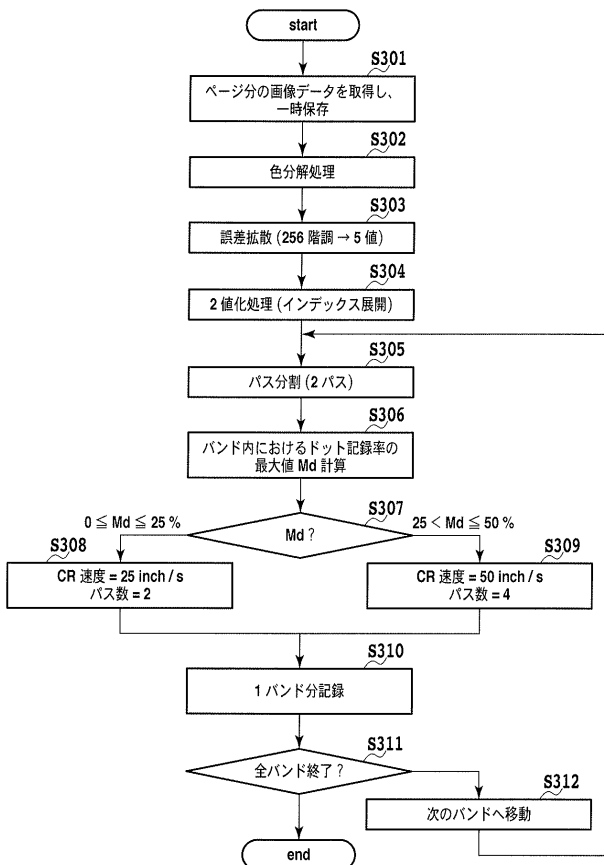 start
S301
ページ分の画像データを取得し、
一時保存
S302
色分解処理
S303
誤差拡散 (256 階調 → 5 値)
S304
2 値化処理 (インデックス展開)
S305
パス分割 (2 パス)
S306
バンド内におけるドット記録率の
最大値 Md 計算
S307
Md ?
0 ≦ Md ≦ 25 %
25 < Md ≦ 50 %
S308
CR 速度 = 25 inch / s
パス数 = 2
S309
CR 速度 = 50 inch / s
パス数 = 4
S310
1 バンド分記録
S311
全バンド終了 ?
S312
次のバンドへ移動
end